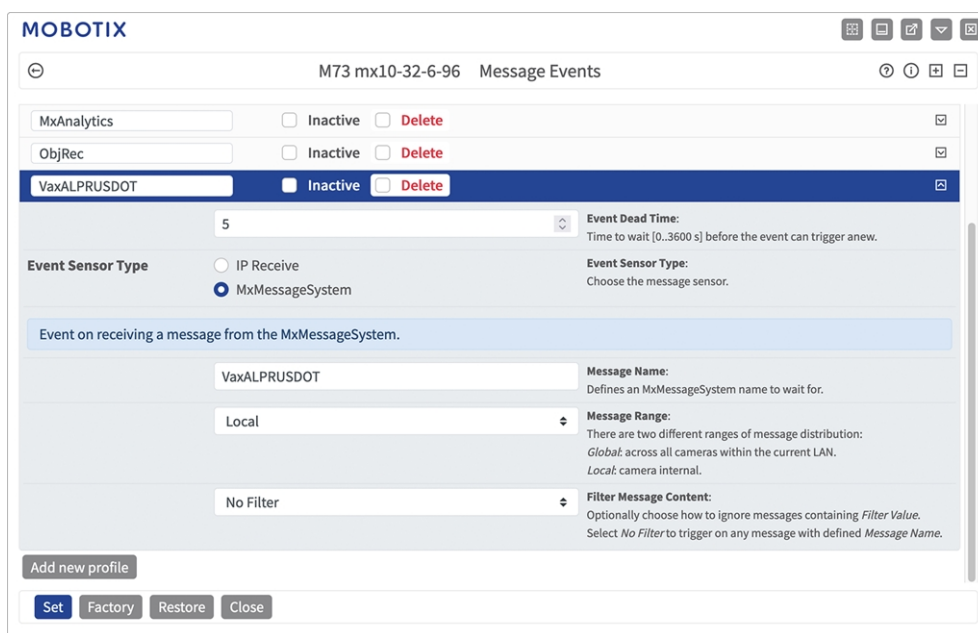 MOBOTIX
M73 mx10-32-6-96 Message Events
MxAnalytics Inactive Delete
ObjRec Inactive Delete
VaxALPRUSDOT Inactive Delete
5 Event Dead Time:
Time to wait [0..3600 s] before the event can trigger anew.
Event Sensor Type IP Receive Event Sensor Type:
MxMessageSystem Choose the message sensor.
Event on receiving a message from the MxMessageSystem.
VaxALPRUSDOT Message Name:
Defines an MxMessageSystem name to wait for.
Local Message Range:
There are two different ranges of message distribution:
Global: across all cameras within the current LAN.
Local: camera internal.
No Filter Filter Message Content:
Optionally choose how to ignore messages containing Filter Value.
Select No Filter to trigger on any message with defined Message Name.
Add new profile
Set Factory Restore Close